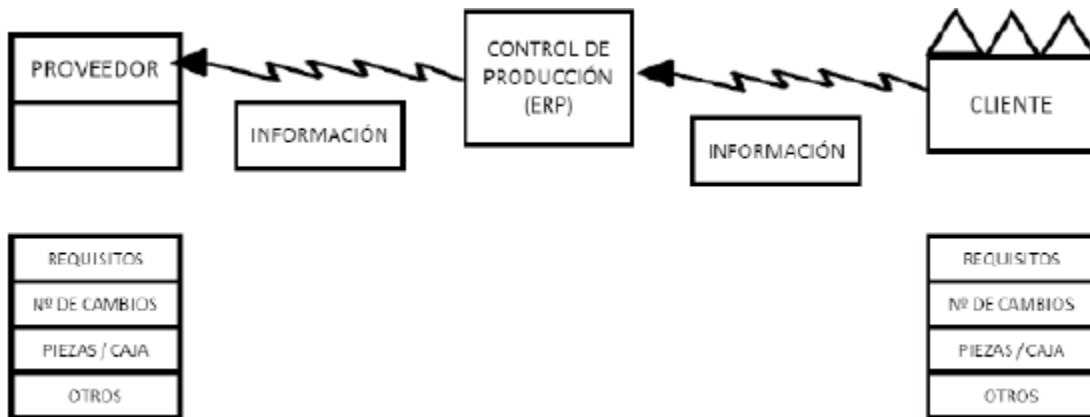 PROVEEDOR
INFORMACIÓN
CONTROL DE
PRODUCCIÓN
(ERP)
INFORMACIÓN
CLIENTE
REQUISITOS
Nº DE CAMBIOS
PIEZAS / CAJA
OTROS
REQUISITOS
Nº DE CAMBIOS
PIEZAS / CAJA
OTROS